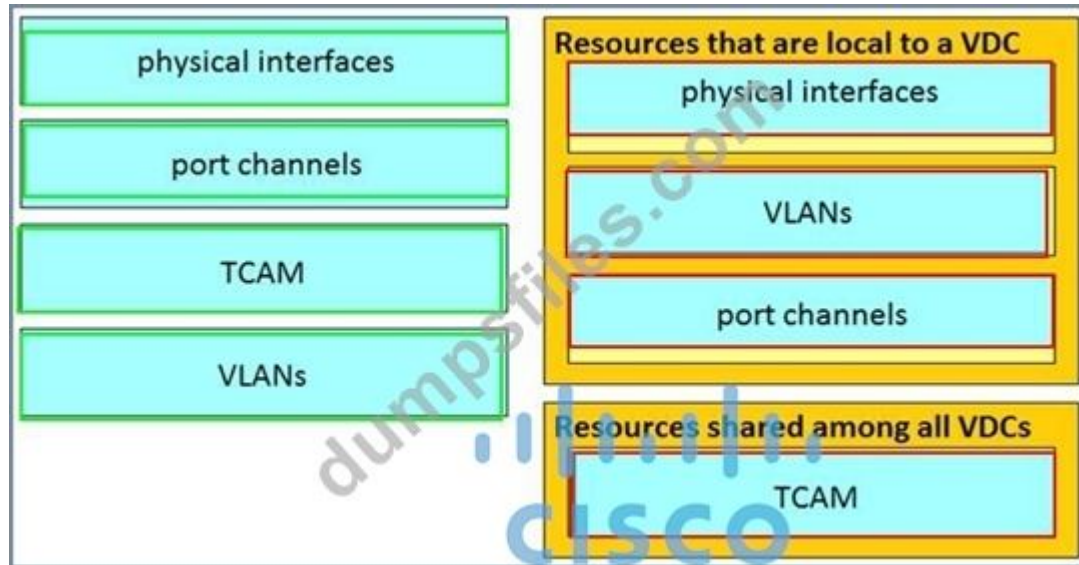 physical interfaces
port channels
TCAM
VLANs
Resources that are local to a VDC
physical interfaces
VLANs
port channels
Resources shared among all VDCs
TCAM
dumpsfiles.com
CISCO